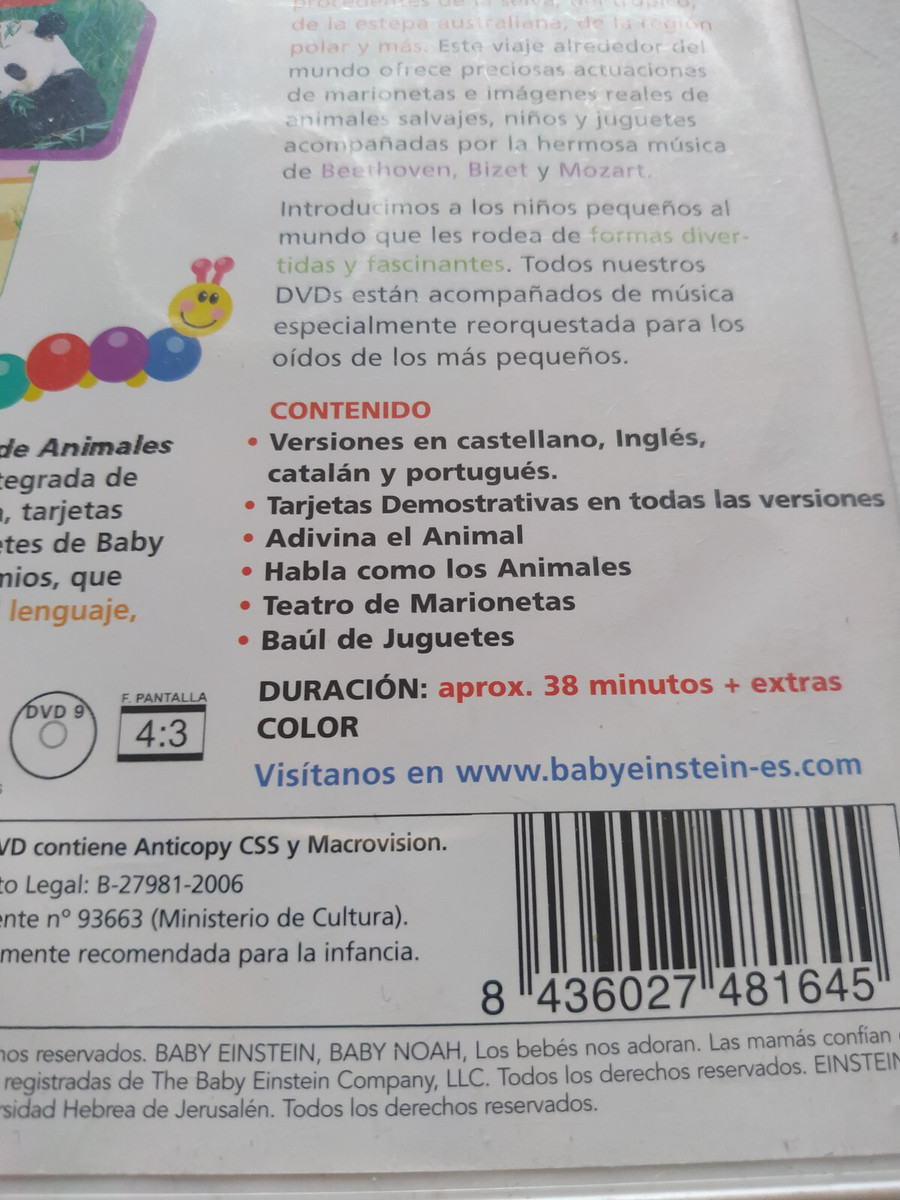 procedentes de la selva, del trópico,
de la estepa australiana, de la región
polar y más. Este viaje alrededor del
mundo ofrece preciosas actuaciones
de marionetas e imágenes reales de
animales salvajes, niños y juguetes
acompañadas por la hermosa música
de Beethoven, Bizet y Mozart.
Introducimos a los niños pequeños al
mundo que les rodea de formas diver-
tidas y fascinantes. Todos nuestros
DVDs están acompañados de música
especialmente reorquestada para los
oídos de los más pequeños.
de Animales
tegrada de
, tarjetas
etes de Baby
mios, que
lenguaje,
CONTENIDO
• Versiones en castellano, Inglés,
catalán y portugués.
• Tarjetas Demostrativas en todas las versiones
• Adivina el Animal
• Habla como los Animales
• Teatro de Marionetas
• Baúl de Juguetes
DVD 9
F. PANTALLA
4:3
DURACIÓN: aprox. 38 minutos + extras
COLOR
Visítanos en www.babyeinstein-es.com
VD contiene Anticopy CSS y Macrovision.
to Legal: B-27981-2006
ente nº 93663 (Ministerio de Cultura).
mente recomendada para la infancia.
8 436027 481645
hos reservados. BABY EINSTEIN, BABY NOAH, Los bebés nos adoran. Las mamás confían
registradas de The Baby Einstein Company, LLC. Todos los derechos reservados. EINSTEIN
rsidad Hebrea de Jerusalén. Todos los derechos reservados.